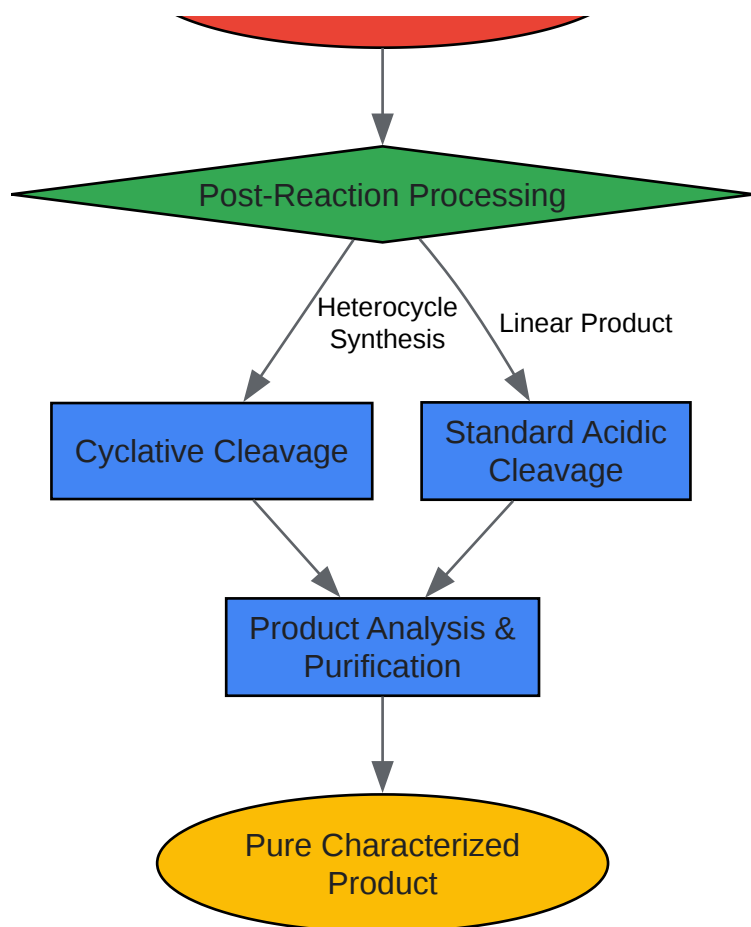 Post-Reaction Processing
Heterocycle
Synthesis
Linear Product
Cyclative Cleavage
Standard Acidic
Cleavage
Product Analysis &
Purification
Pure Characterized
Product